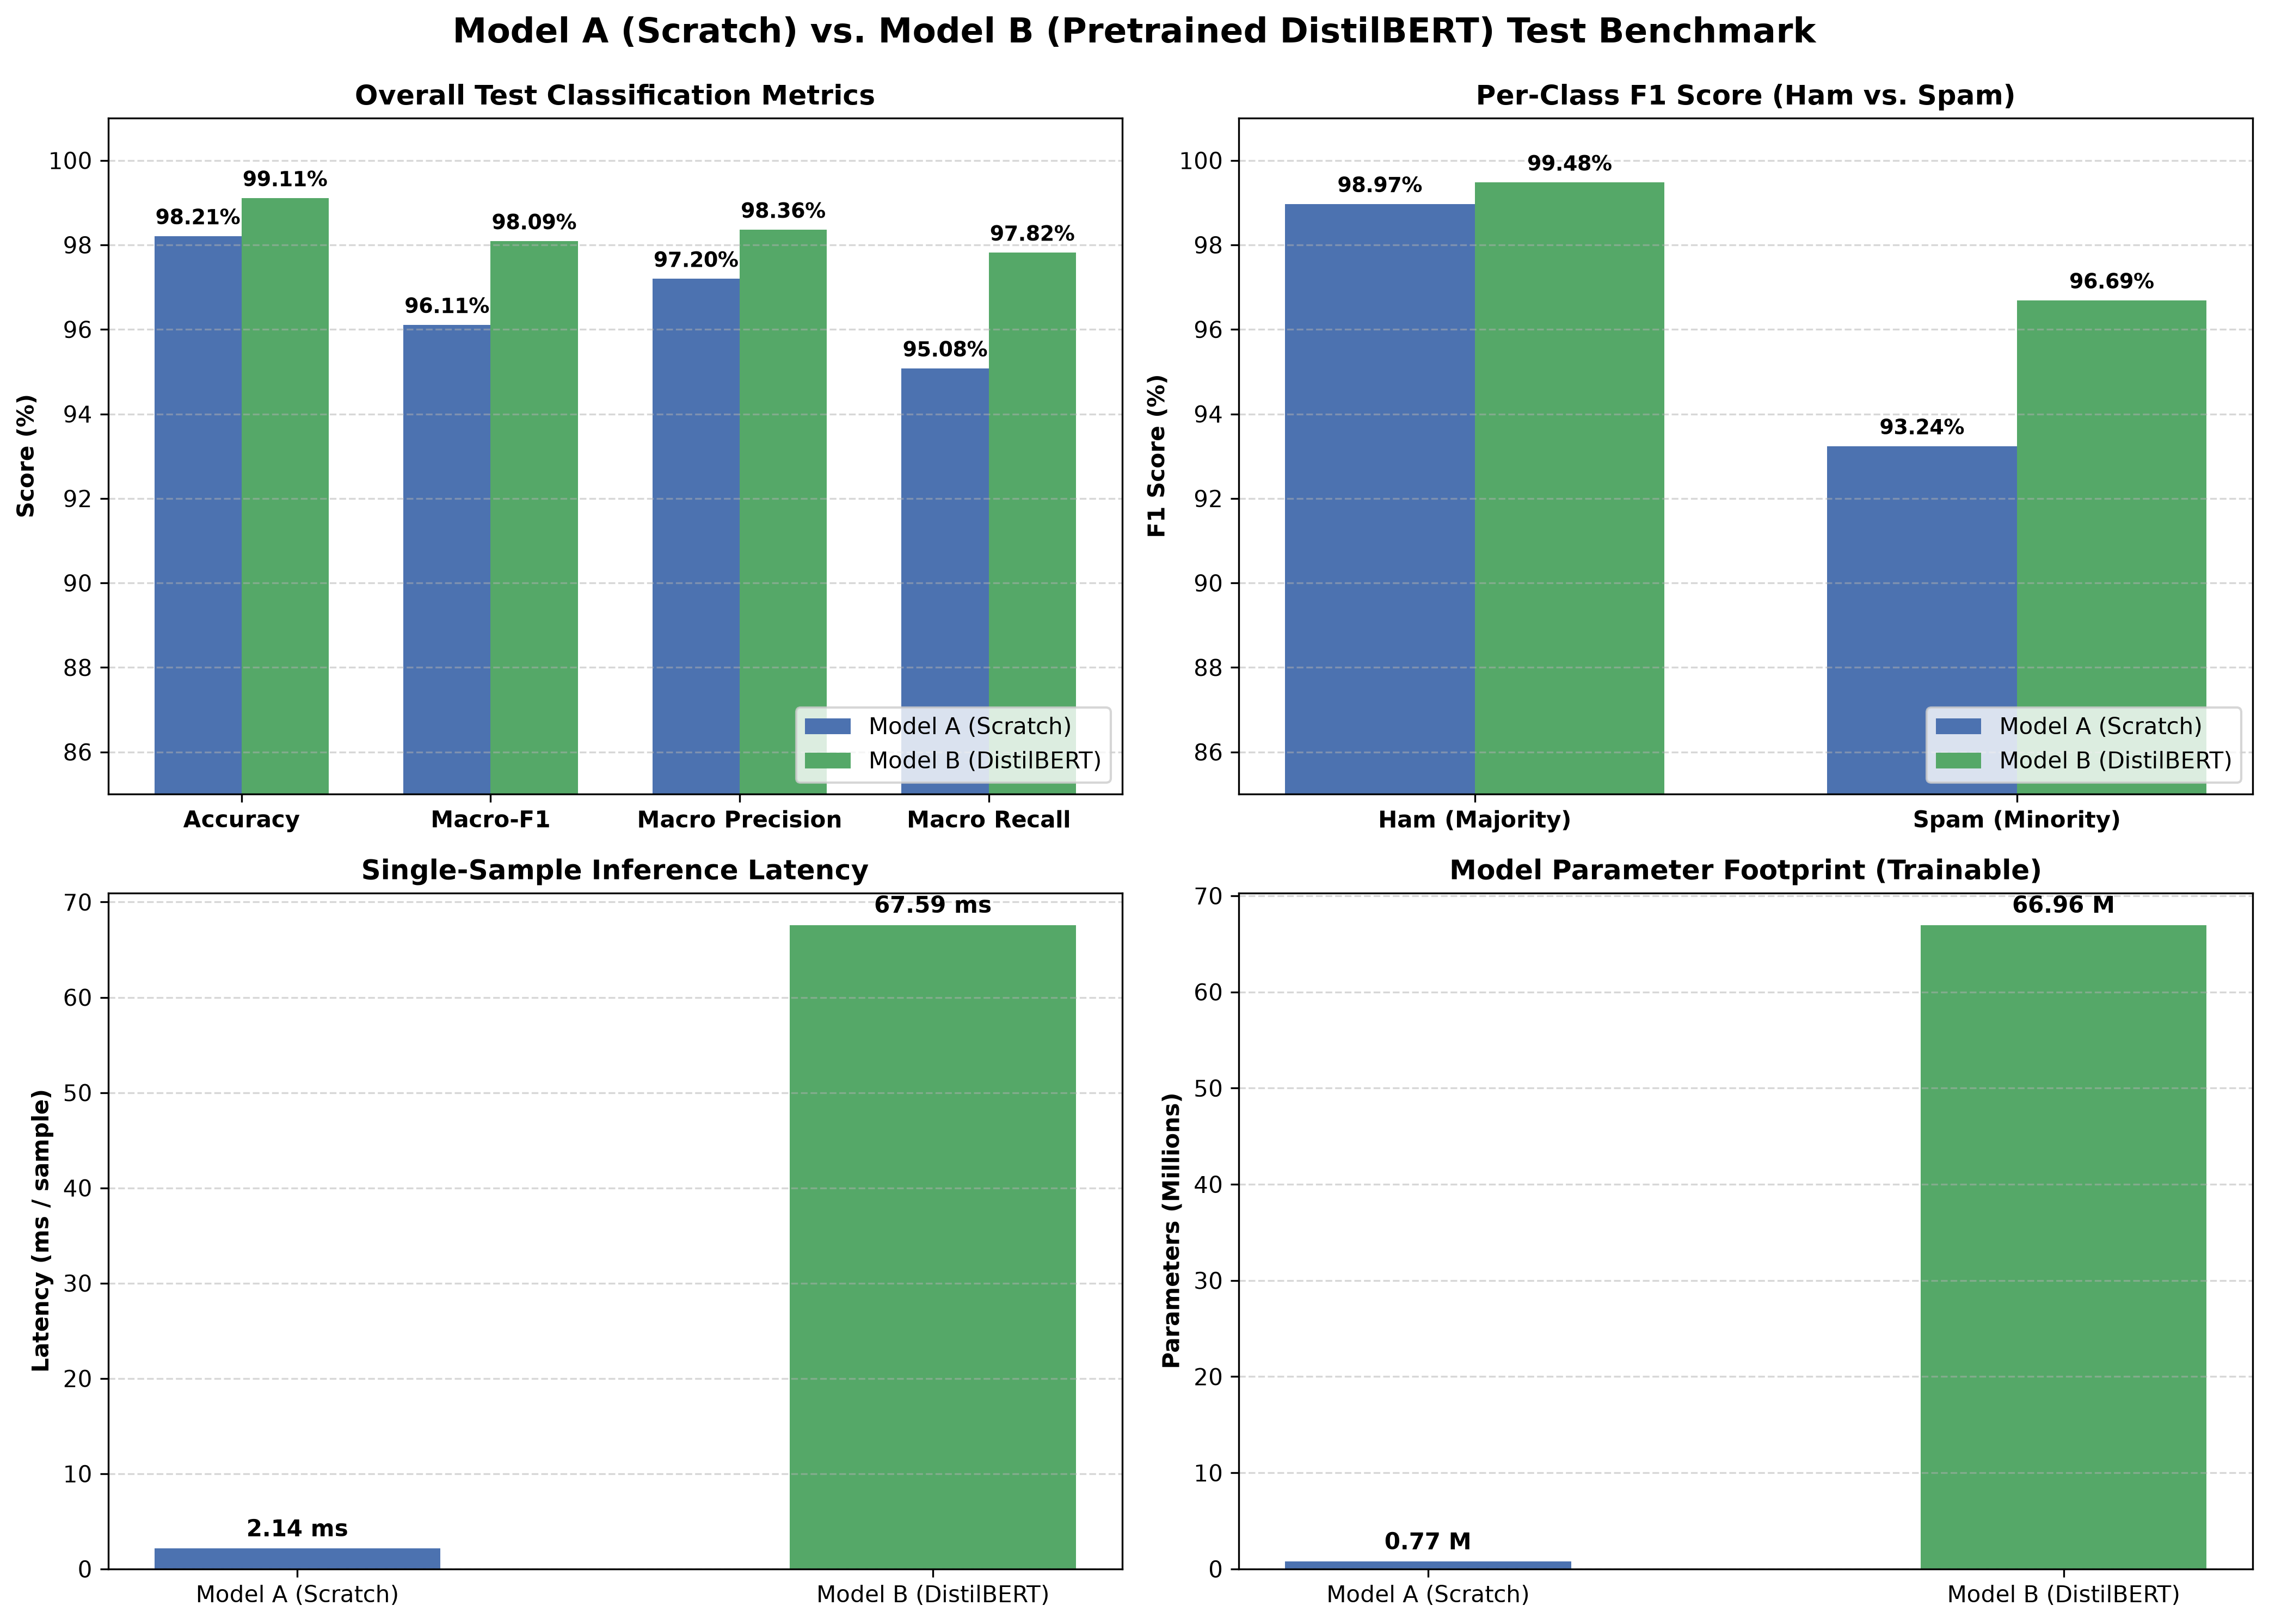 Model A (Scratch) vs. Model B (Pretrained DistilBERT) Test Benchmark
Overall Test Classification Metrics
Score (%)
100
98
96
94
92
90
88
86
98.21%
99.11%
96.11%
98.09%
97.20%
98.36%
95.08%
97.82%
Model A (Scratch)
Model B (DistilBERT)
Accuracy
Macro-F1
Macro Precision
Macro Recall
Per-Class F1 Score (Ham vs. Spam)
F1 Score (%)
100
98
96
94
92
90
88
86
98.97%
99.48%
93.24%
96.69%
Model A (Scratch)
Model B (DistilBERT)
Ham (Majority)
Spam (Minority)
Single-Sample Inference Latency
Latency (ms / sample)
70
60
50
40
30
20
10
0
2.14 ms
67.59 ms
Model A (Scratch)
Model B (DistilBERT)
Model Parameter Footprint (Trainable)
Parameters (Millions)
70
60
50
40
30
20
10
0
0.77 M
66.96 M
Model A (Scratch)
Model B (DistilBERT)